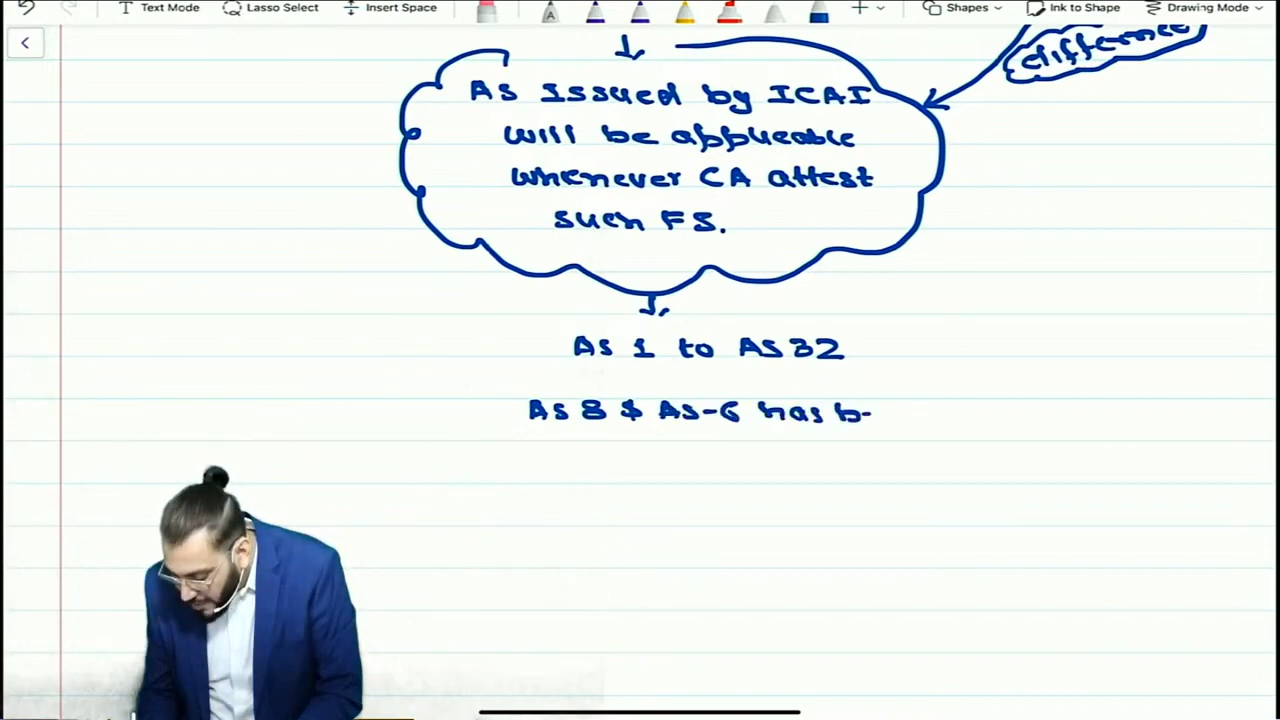 Text Mode Lasso Select Insert Space Shapes Ink to Shape Drawing Mode
difference
As Issued by ICAI
will be applicable
whenever CA attest
such FS.
As 1 to AS 32
As 8 $ As-6 has b-